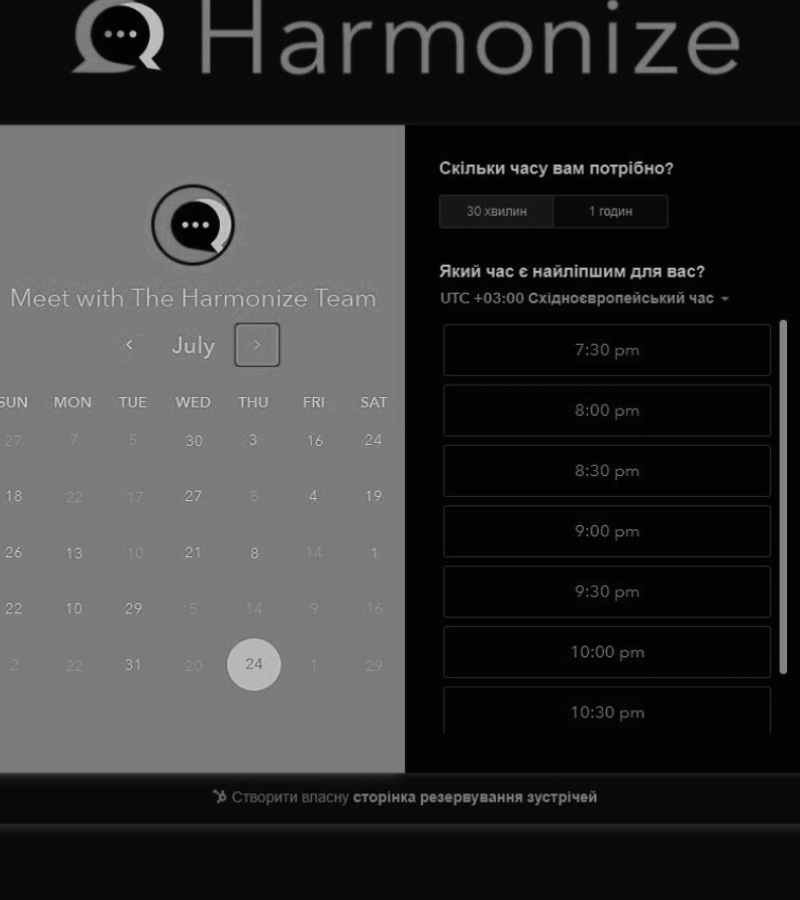 Harmonize
Meet with The Harmonize Team
July
SUN MON TUE WED THU FRI SAT
27 7 5 30 3 16 24
18 22 17 27 8 4 19
26 13 10 21 8 14 1
22 10 29 5 14 9 16
2 22 31 20 24 1 29
Скільки часу вам потрібно?
30 хвилин 1 годин
Який час є найліпшим для вас?
UTC +03:00 Східноєвропейський час
7:30 pm
8:00 pm
8:30 pm
9:00 pm
9:30 pm
10:00 pm
10:30 pm
Створити власну сторінка резервування зустрічей